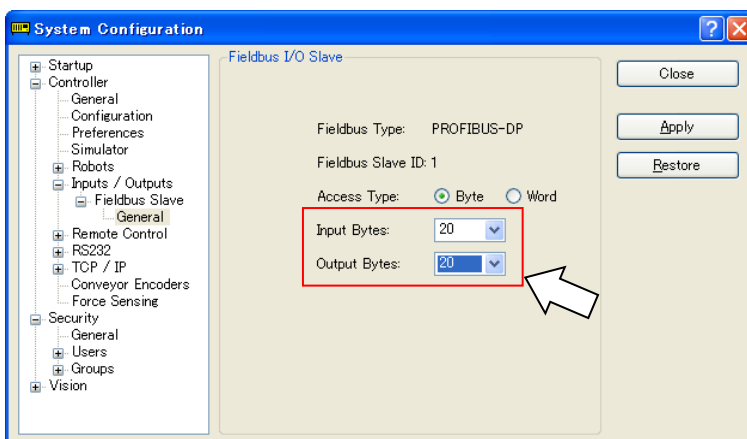 System Configuration
Startup
Controller
General
Configuration
Preferences
Simulator
Robots
Inputs / Outputs
Fieldbus Slave
General
Remote Control
RS232
TCP / IP
Conveyor Encoders
Force Sensing
Security
General
Users
Groups
Vision
Fieldbus I/O Slave
Fieldbus Type: PROFIBUS-DP
Fieldbus Slave ID: 1
Access Type: Byte Word
Input Bytes: 20
Output Bytes: 20
Close
Apply
Restore